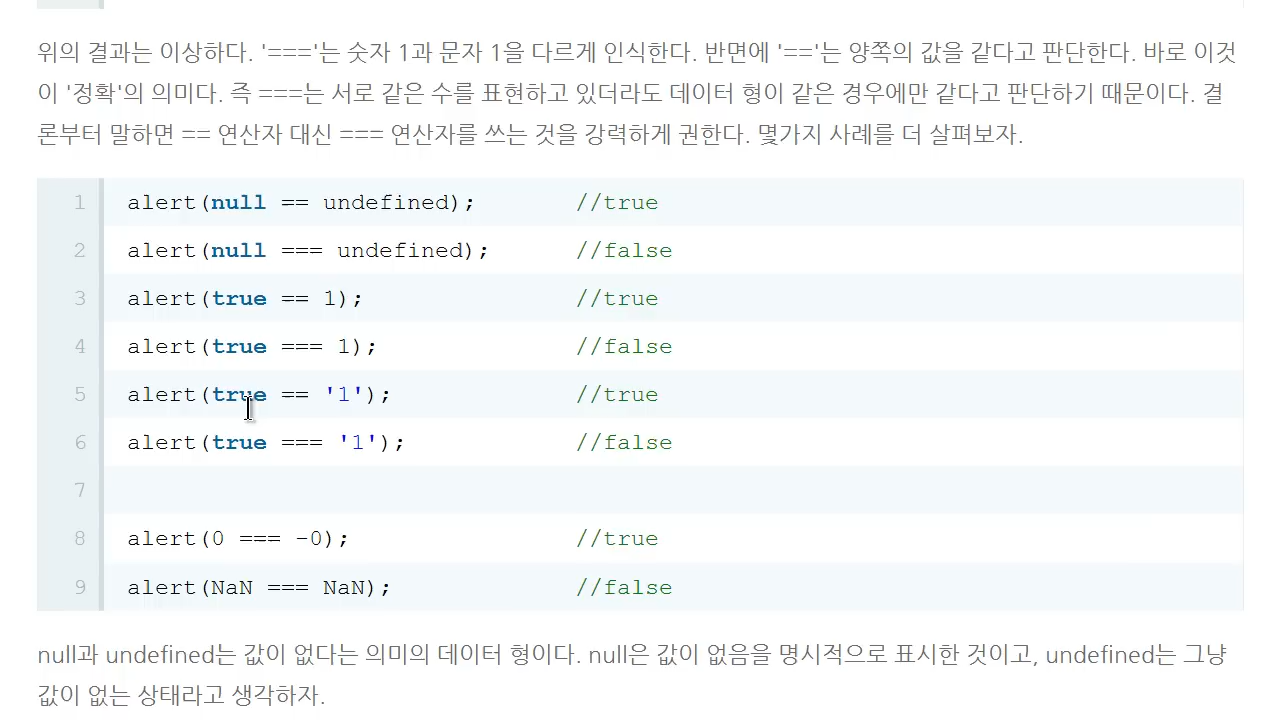 위의 결과는 이상하다. '==='는 숫자 1과 문자 1을 다르게 인식한다. 반면에 '=='는 양쪽의 값을 같다고 판단한다. 바로 이것
이 '정확'의 의미다. 즉 ===는 서로 같은 수를 표현하고 있더라도 데이터 형이 같은 경우에만 같다고 판단하기 때문이다. 결
론부터 말하면 == 연산자 대신 === 연산자를 쓰는 것을 강력하게 권한다. 몇가지 사례를 더 살펴보자.
1 alert(null == undefined); //true
2 alert(null === undefined); //false
3 alert(true == 1); //true
4 alert(true === 1); //false
5 alert(true == '1'); //true
6 alert(true === '1'); //false
7
8 alert(0 === -0); //true
9 alert(NaN === NaN); //false
null과 undefined는 값이 없다는 의미의 데이터 형이다. null은 값이 없음을 명시적으로 표시한 것이고, undefined는 그냥
값이 없는 상태라고 생각하자.